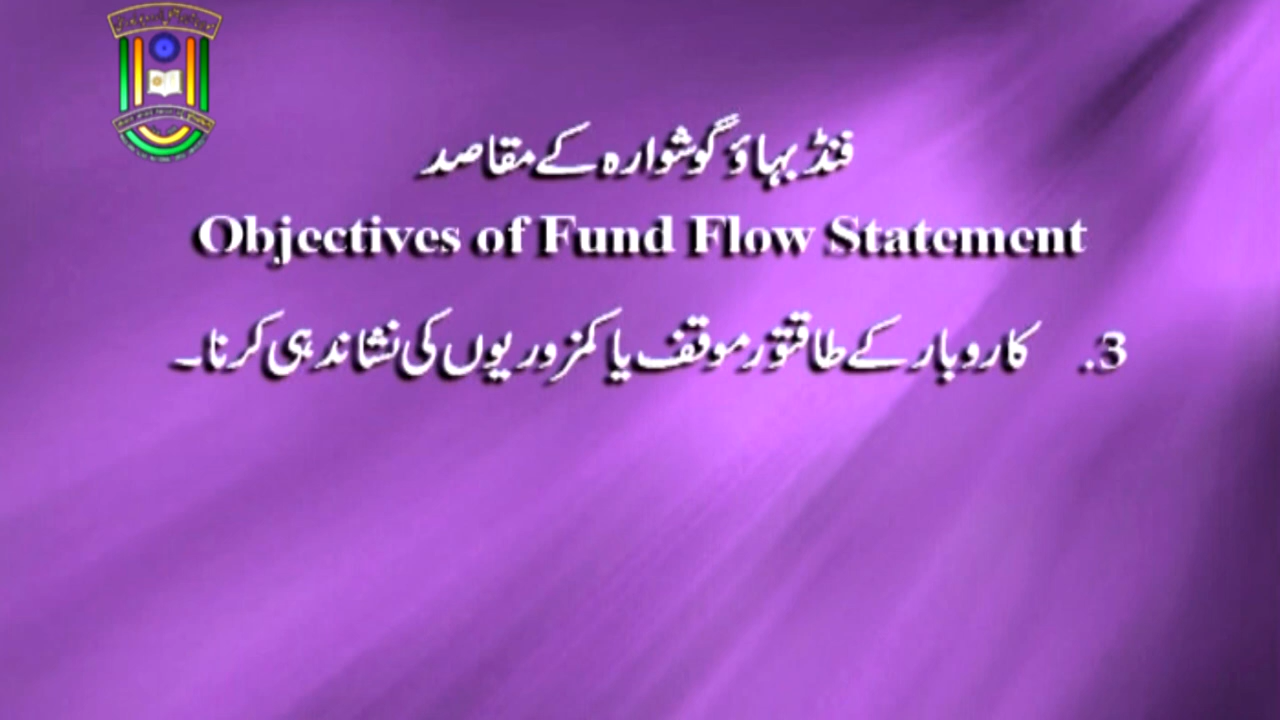 فنڈ بہاؤ گوشوارہ کے مقاصد
Objectives of Fund Flow Statement
3. کاروبار کے طاقتور موقف یا کمزوریوں کی نشاندہی کرنا۔